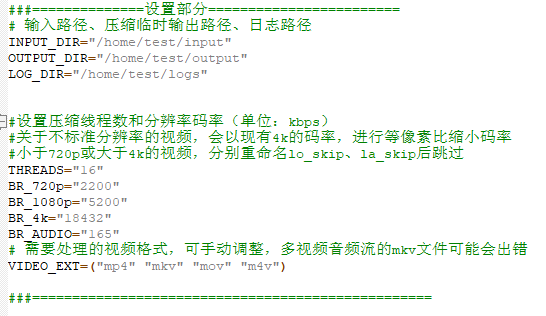 ###==============设置部分========================
# 输入路径、压缩临时输出路径、日志路径
INPUT_DIR="/home/test/input"
OUTPUT_DIR="/home/test/output"
LOG_DIR="/home/test/logs"
#设置压缩线程数和分辨率码率（单位：kbps）
#关于不标准分辨率的视频，会以现有4k的码率，进行等像素比缩小码率
#小于720p或大于4k的视频，分别重命名lo_skip、la_skip后跳过
THREADS="16"
BR_720p="2200"
BR_1080p="5200"
BR_4k="18432"
BR_AUDIO="165"
# 需要处理的视频格式，可手动调整，多视频音频流的mkv文件可能会出错
VIDEO_EXT=("mp4" "mkv" "mov" "m4v")
###==================================================